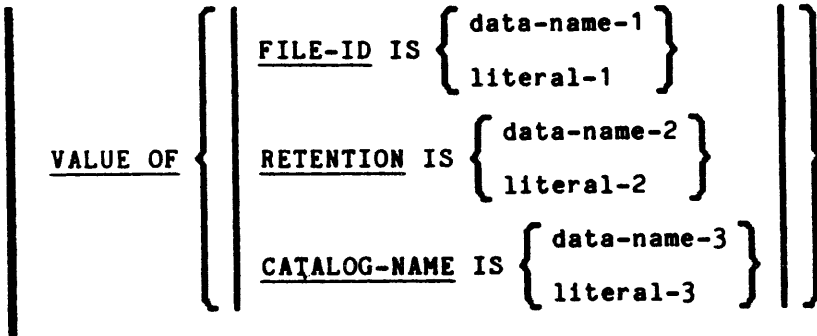 data-name-1
FILE-ID IS
literal-1
data-name-2
VALUE OF RETENTION IS
literal-2
data-name-3
CATALOG-NAME IS
literal-3